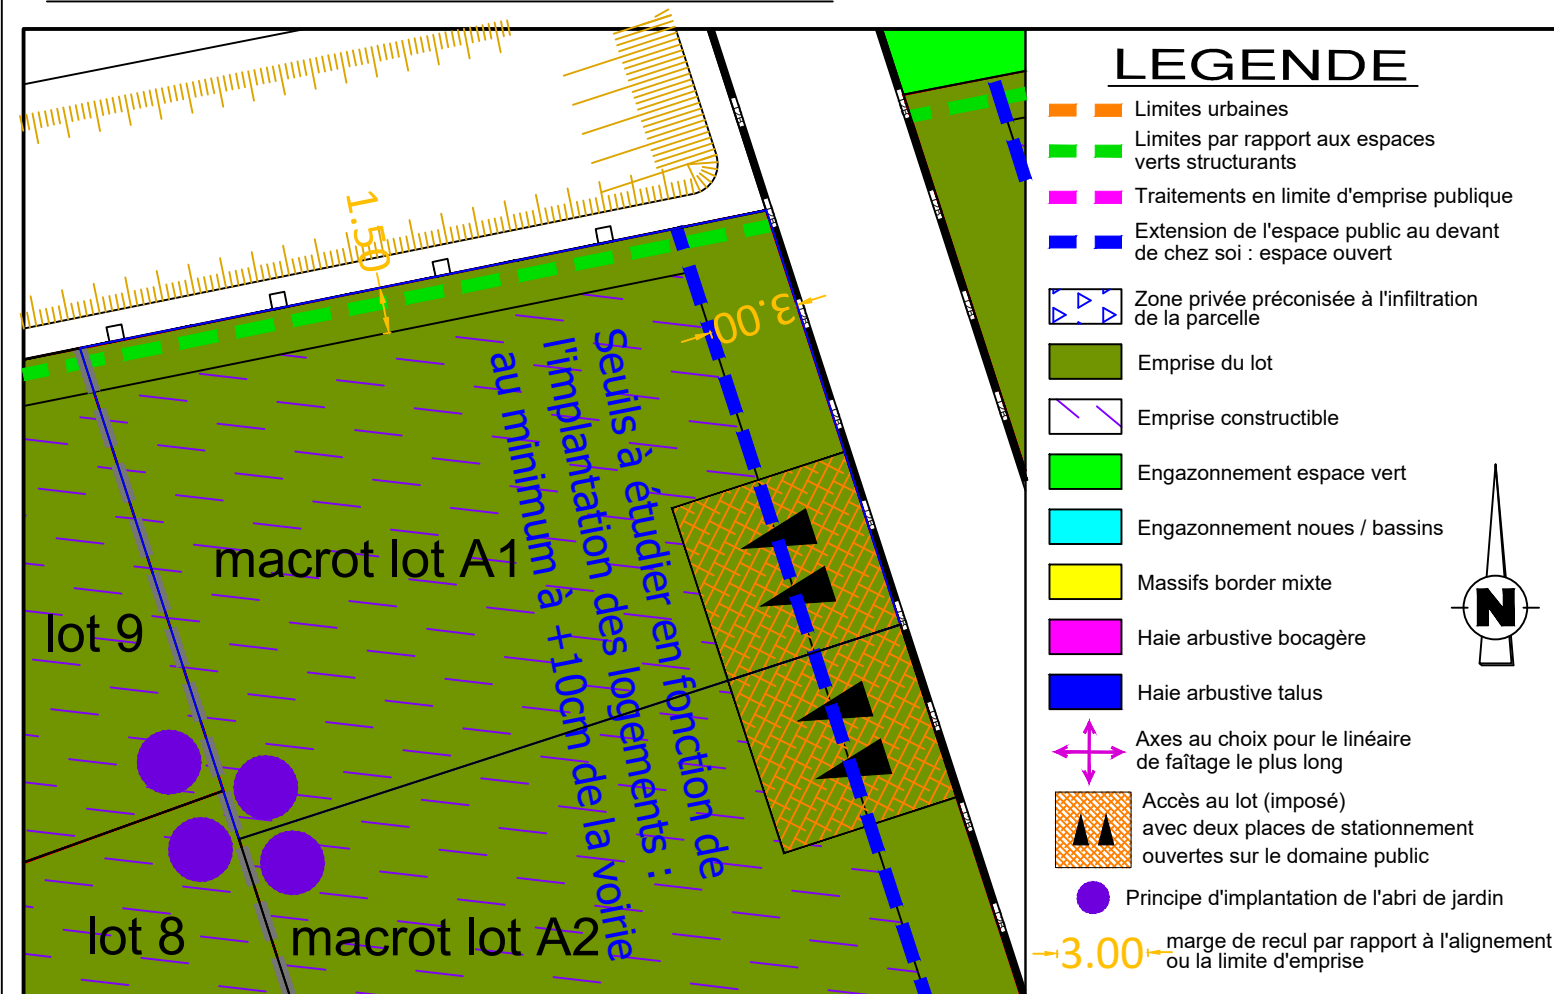 1.50
3.00
Seuils à étudier en fonction de
l'implantation des logements :
au minimum à +10cm de la voirie
macrot lot A1
lot 9
lot 8
macrot lot A2
LEGENDE
Limites urbaines
Limites par rapport aux espaces
verts structurants
Traitements en limite d'emprise publique
Extension de l'espace public au devant
de chez soi : espace ouvert
Zone privée préconisée à l'infiltration
de la parcelle
Emprise du lot
Emprise constructible
Engazonnement espace vert
Engazonnement noues / bassins
Massifs border mixte
Haie arbustive bocagère
Haie arbustive talus
Axes au choix pour le linéaire
de faîtage le plus long
Accès au lot (imposé)
avec deux places de stationnement
ouvertes sur le domaine public
Principe d'implantation de l'abri de jardin
3.00
marge de recul par rapport à l'alignement
ou la limite d'emprise
N